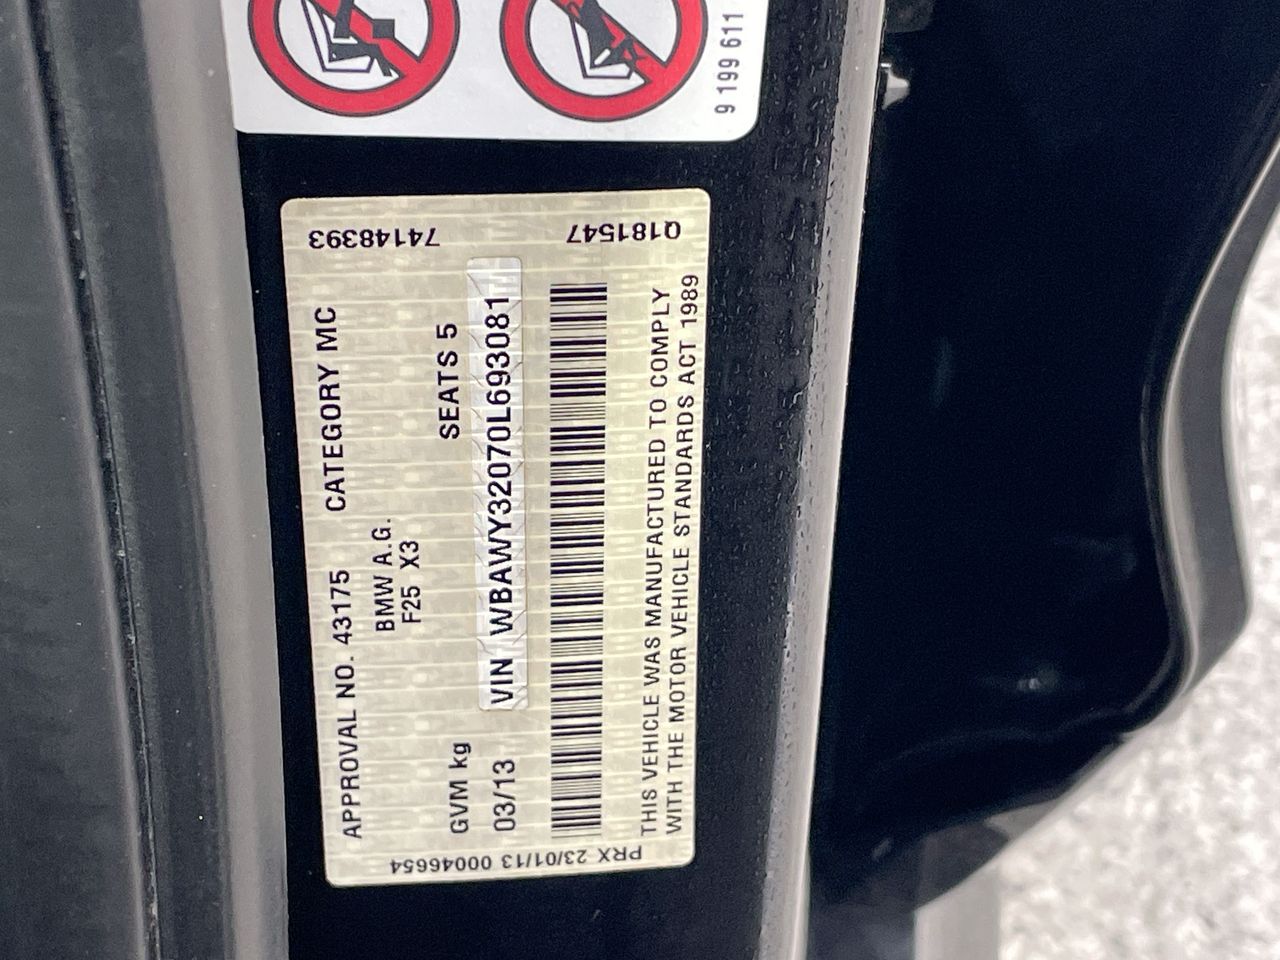 9 199 611
74148393
Q181547
APPROVAL NO. 43175 CATEGORY MC
BMW A.G.
F25 X3
GVM kg SEATS 5
03/13 VIN WBAWY32070L693081
THIS VEHICLE WAS MANUFACTURED TO COMPLY
WITH THE MOTOR VEHICLE STANDARDS ACT 1989
PRX 23/01/13 00046654